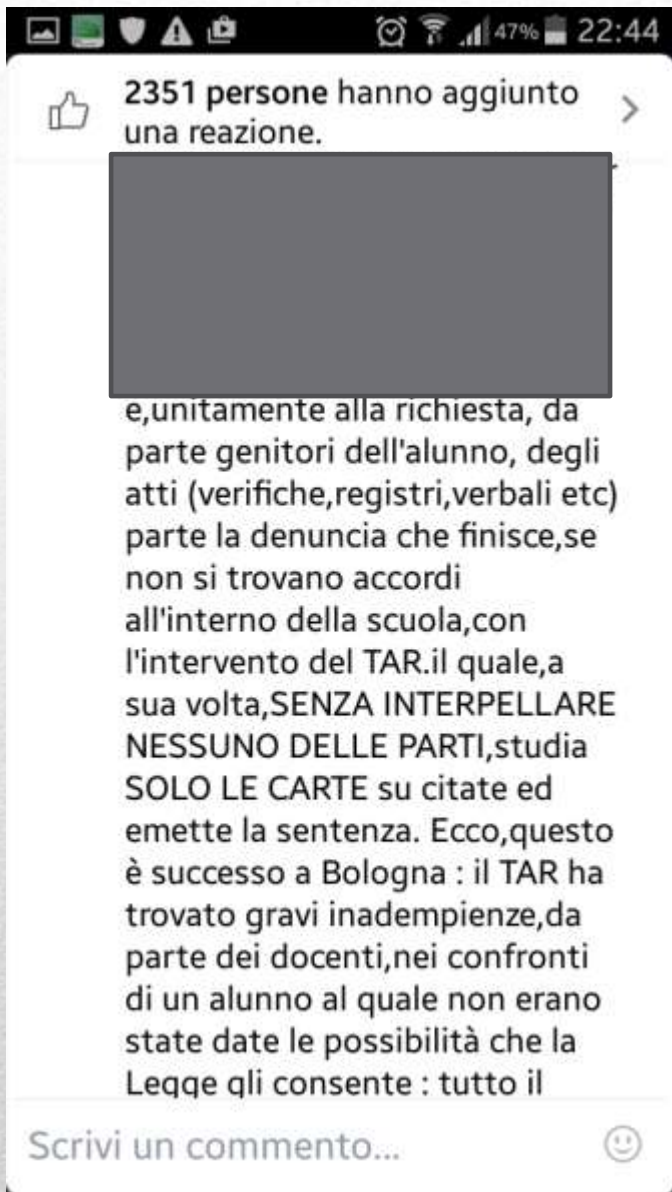 47% 22:44
2351 persone hanno aggiunto
una reazione.
e,unitamente alla richiesta, da
parte genitori dell'alunno, degli
atti (verifiche,registri,verbali etc)
parte la denuncia che finisce,se
non si trovano accordi
all'interno della scuola,con
l'intervento del TAR.il quale,a
sua volta,SENZA INTERPELLARE
NESSUNO DELLE PARTI,studia
SOLO LE CARTE su citate ed
emette la sentenza. Ecco,questo
è successo a Bologna : il TAR ha
trovato gravi inadempienze,da
parte dei docenti,nei confronti
di un alunno al quale non erano
state date le possibilità che la
Legge gli consente : tutto il
Scrivi un commento...